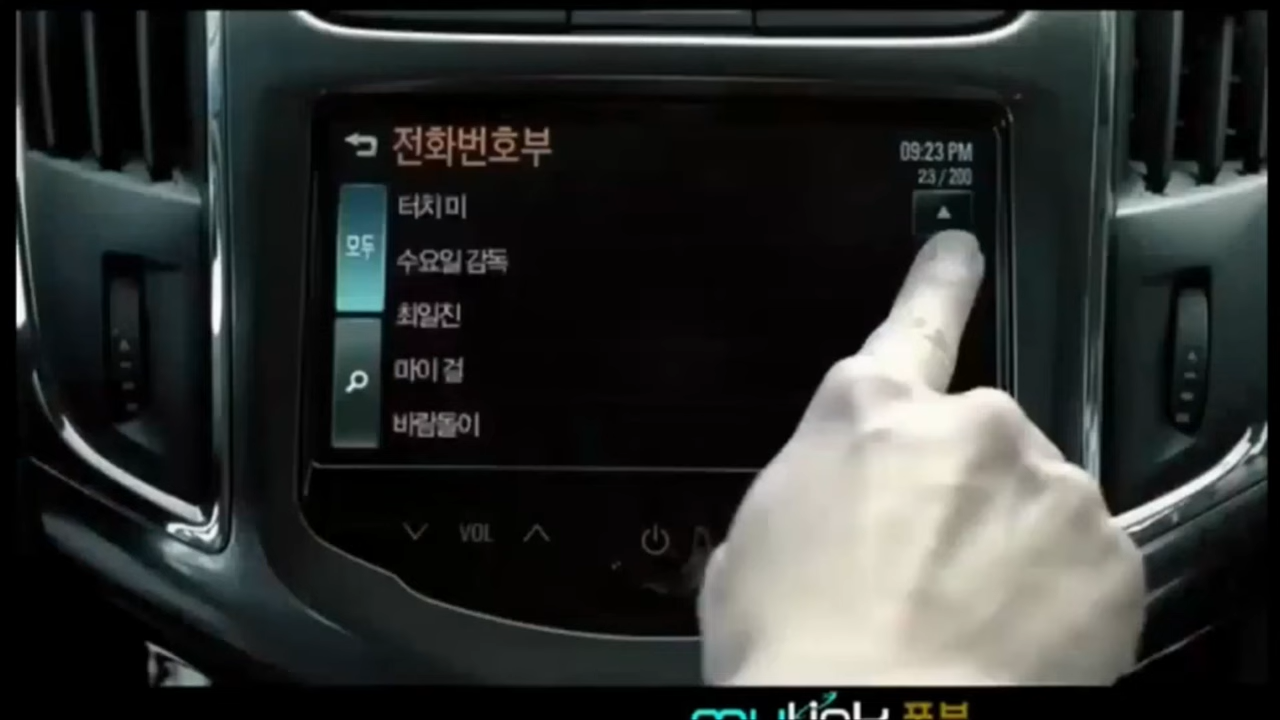 전화번호부
09:23 PM
23/200
터치미
모두
수요일 감독
최일진
마이 걸
바람돌이
VOL